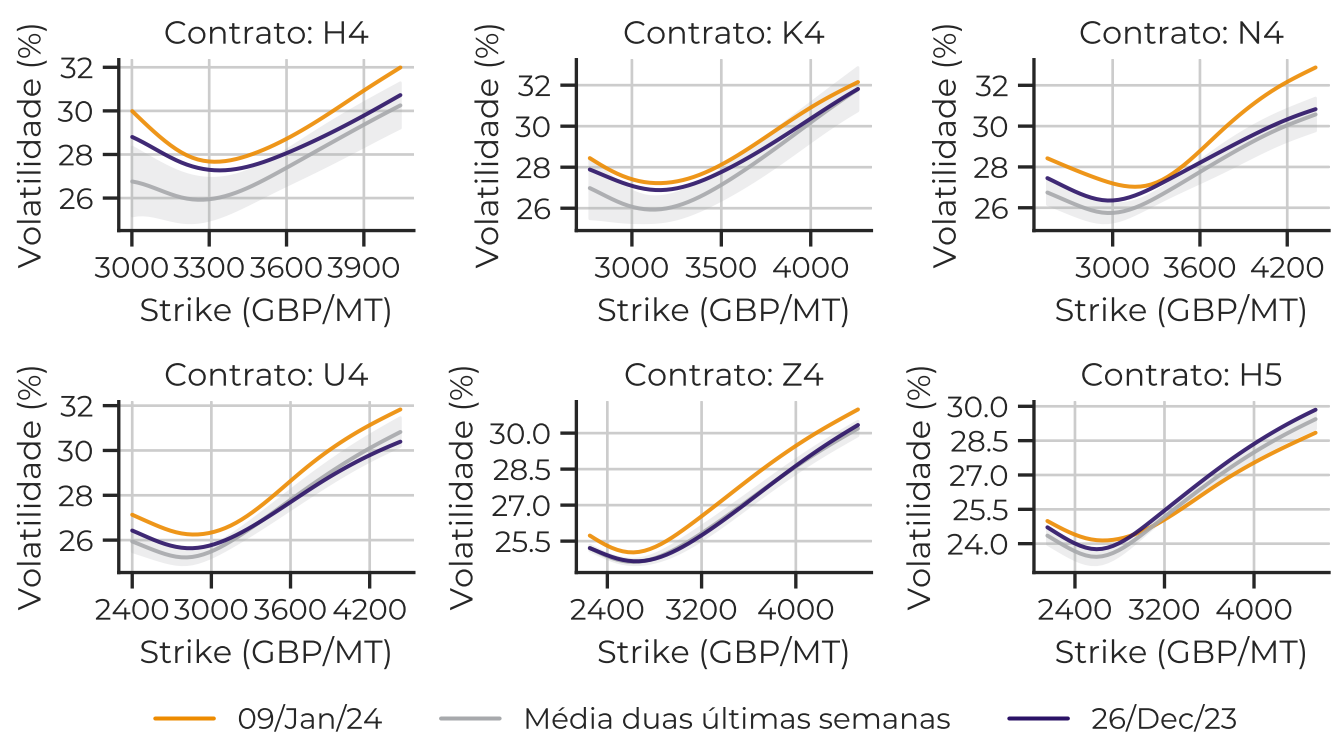 Contrato: H4
Volatilidade (%)
32
30
28
26
3000 3300 3600 3900
Strike (GBP/MT)
Contrato: K4
Volatilidade (%)
32
30
28
26
3000 3500 4000
Strike (GBP/MT)
Contrato: N4
Volatilidade (%)
32
30
28
26
3000 3600 4200
Strike (GBP/MT)
Contrato: U4
Volatilidade (%)
32
30
28
26
2400 3000 3600 4200
Strike (GBP/MT)
Contrato: Z4
Volatilidade (%)
30.0
28.5
27.0
25.5
2400 3200 4000
Strike (GBP/MT)
Contrato: H5
Volatilidade (%)
30.0
28.5
27.0
25.5
24.0
2400 3200 4000
Strike (GBP/MT)
09/Jan/24 Média duas últimas semanas 26/Dec/23